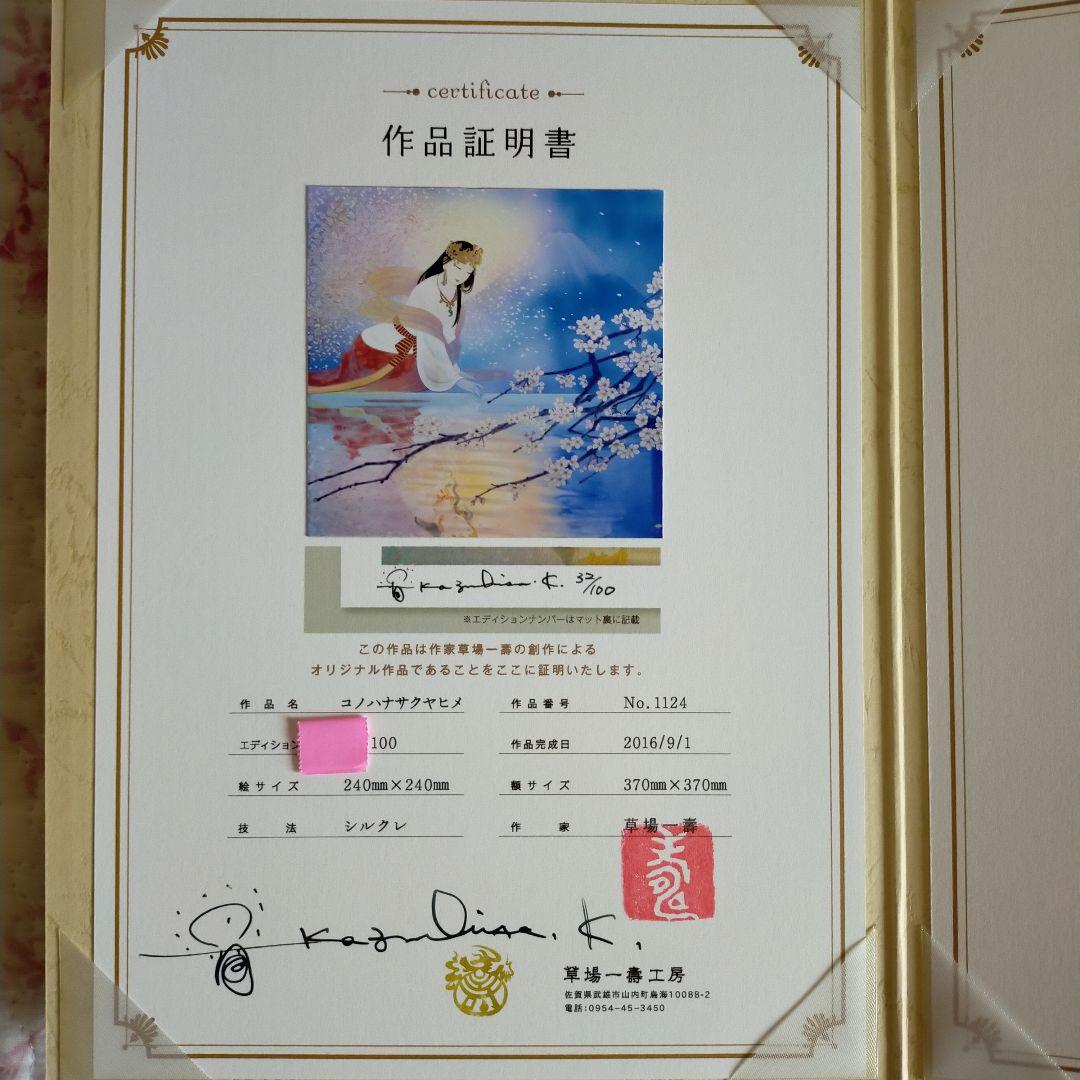 certificate
作品証明書
Kazuhisa.K. 32/100
※エディションナンバーはマット裏に記載
この作品は作家草場一壽の創作による
オリジナル作品であることをここに証明いたします。
作品名 コノハナサクヤヒメ 作品番号 No.1124
エディション 100 作品完成日 2016/9/1
絵サイズ 240mm×240mm 額サイズ 370mm×370mm
技法 シルクレ 作家 草場一壽
Kazuhisa. K.
草場一壽工房
佐賀県武雄市山内町鳥海10088-2
電話:0954-45-3450